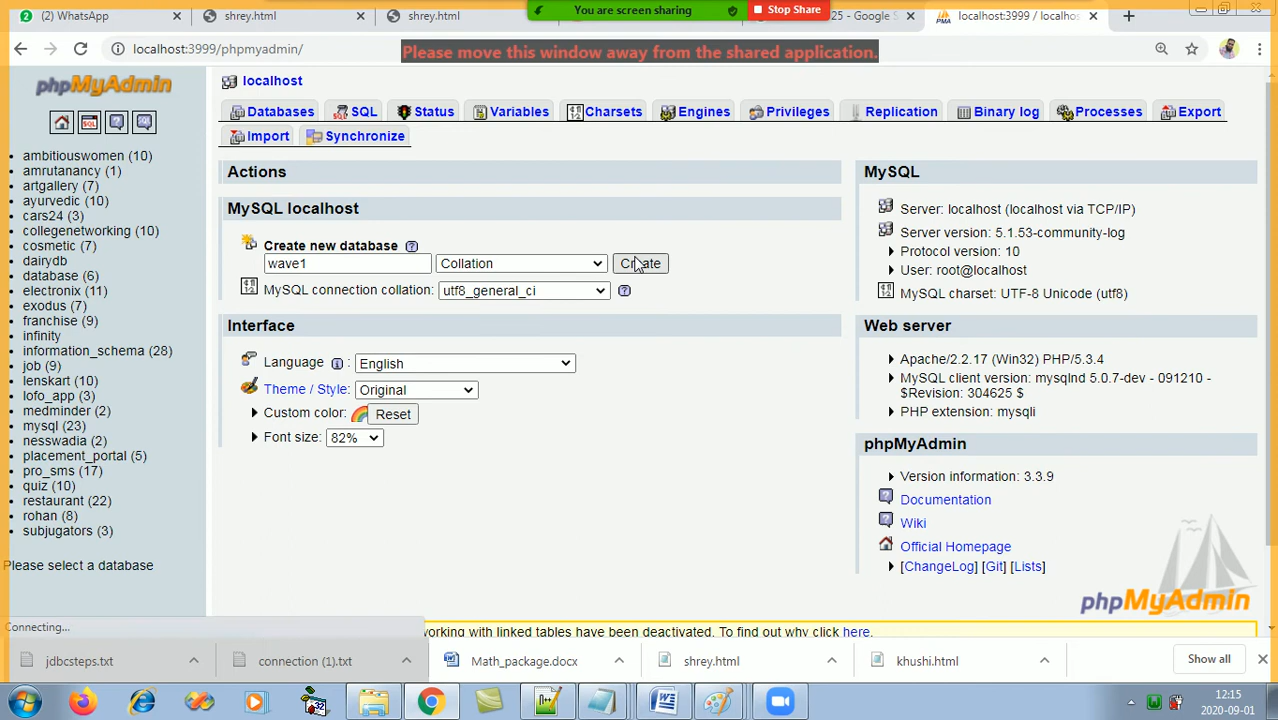 (2) WhatsApp
shrey.html
shrey.html
You are screen sharing
Stop Share
25 - Google S
localhost:3999 / localhos
localhost:3999/phpmyadmin/
Please move this window away from the shared application.
phpMyAdmin
localhost
Databases
SQL
Status
Variables
Charsets
Engines
Privileges
Replication
Binary log
Processes
Export
Import
Synchronize
ambitiouswomen (10)
amrutanancy (1)
artgallery (7)
ayurvedic (10)
cars24 (3)
collegenetworking (10)
cosmetic (7)
dairydb
database (6)
electronix (11)
exodus (7)
franchise (9)
infinity
information_schema (28)
job (9)
lenskart (10)
lofo_app (3)
medminder (2)
mysql (23)
nesswadia (2)
placement_portal (5)
pro_sms (17)
quiz (10)
restaurant (22)
rohan (8)
subjugators (3)
Please select a database
Actions
MySQL localhost
Create new database
wave1
Collation
Create
MySQL connection collation: utf8_general_ci
Interface
Language : English
Theme / Style: Original
Custom color: Reset
Font size: 82%
MySQL
Server: localhost (localhost via TCP/IP)
Server version: 5.1.53-community-log
Protocol version: 10
User: root@localhost
MySQL charset: UTF-8 Unicode (utf8)
Web server
Apache/2.2.17 (Win32) PHP/5.3.4
MySQL client version: mysqlnd 5.0.7-dev - 091210 -
$Revision: 304625 $
PHP extension: mysqli
phpMyAdmin
Version information: 3.3.9
Documentation
Wiki
Official Homepage
[ChangeLog] [Git] [Lists]
phpMyAdmin
Connecting...
working with linked tables have been deactivated. To find out why click here.
jdbcsteps.txt
connection (1).txt
Math_package.docx
shrey.html
khushi.html
Show all
12:15
2020-09-01